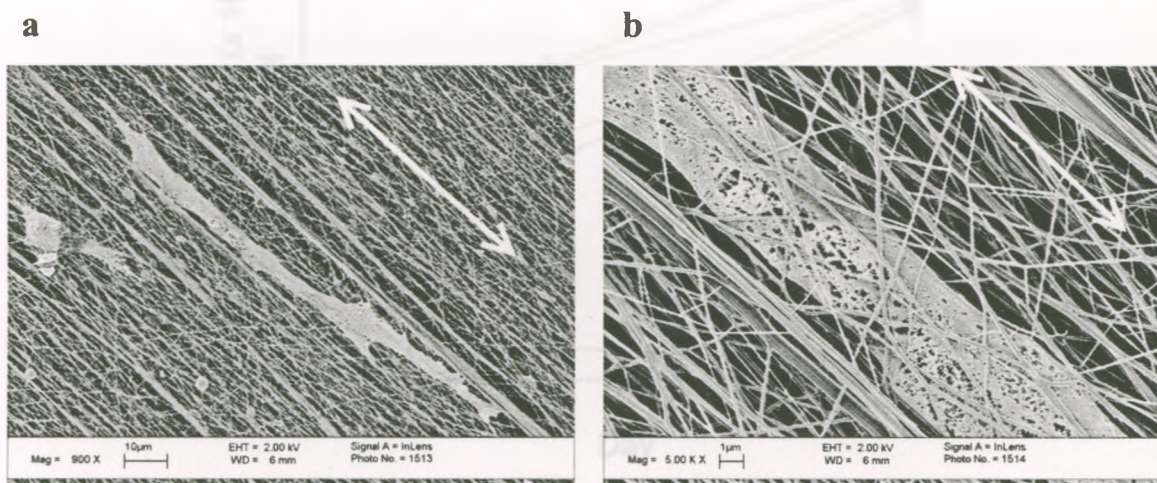 a
b
Mag = 900 X
10µm
EHT = 2.00 kV
WD = 6 mm
Signal A = InLens
Photo No. = 1513
Mag = 5.00 K X
1µm
EHT = 2.00 kV
WD = 6 mm
Signal A = InLens
Photo No. = 1514